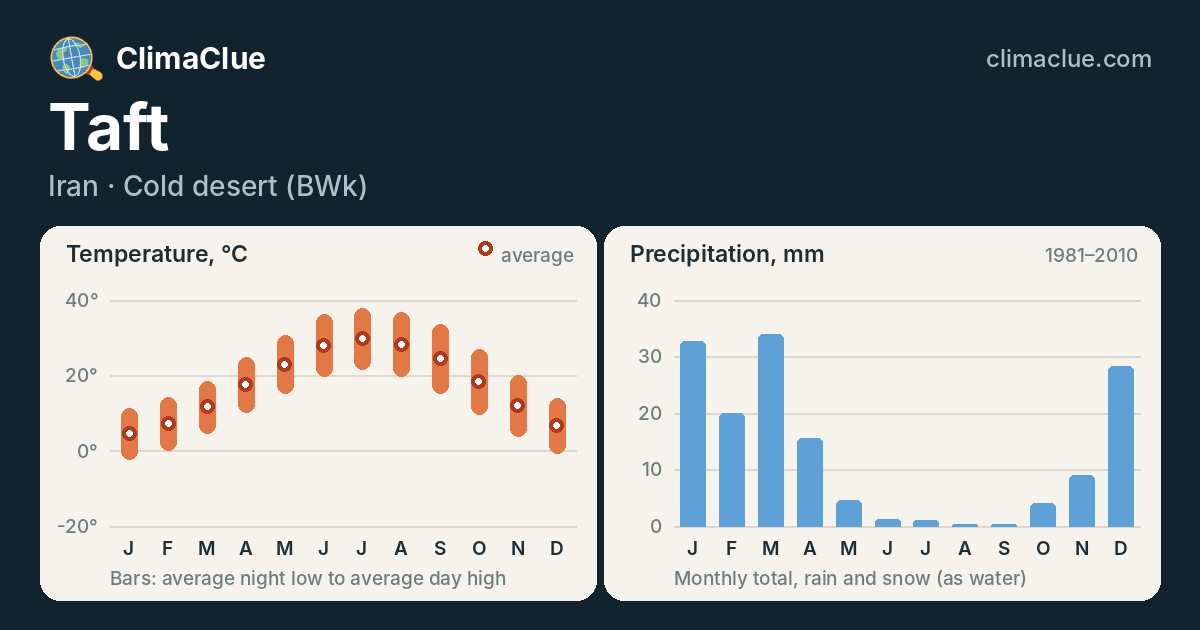 ClimaClue
climaclue.com
Taft
Iran · Cold desert (BWk)
Temperature, °C
average
40°
20°
0°
-20°
J F M A M J J A S O N D
Bars: average night low to average day high
Precipitation, mm
1981–2010
40
30
20
10
0
J F M A M J J A S O N D
Monthly total, rain and snow (as water)